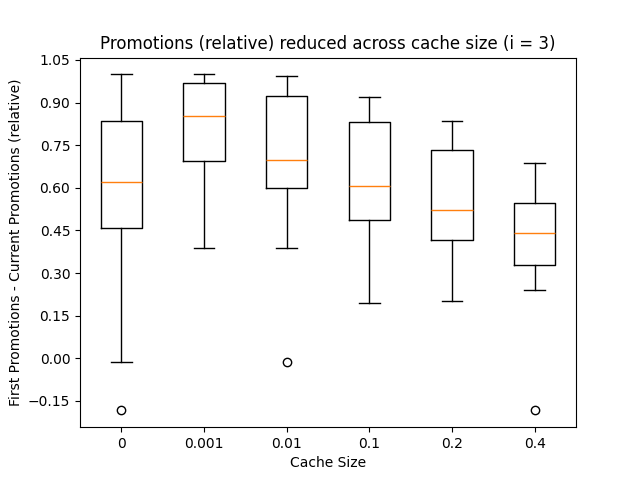 Promotions (relative) reduced across cache size (i = 3)
First Promotions - Current Promotions (relative)
1.05
0.90
0.75
0.60
0.45
0.30
0.15
0.00
−0.15
0 0.001 0.01 0.1 0.2 0.4
Cache Size